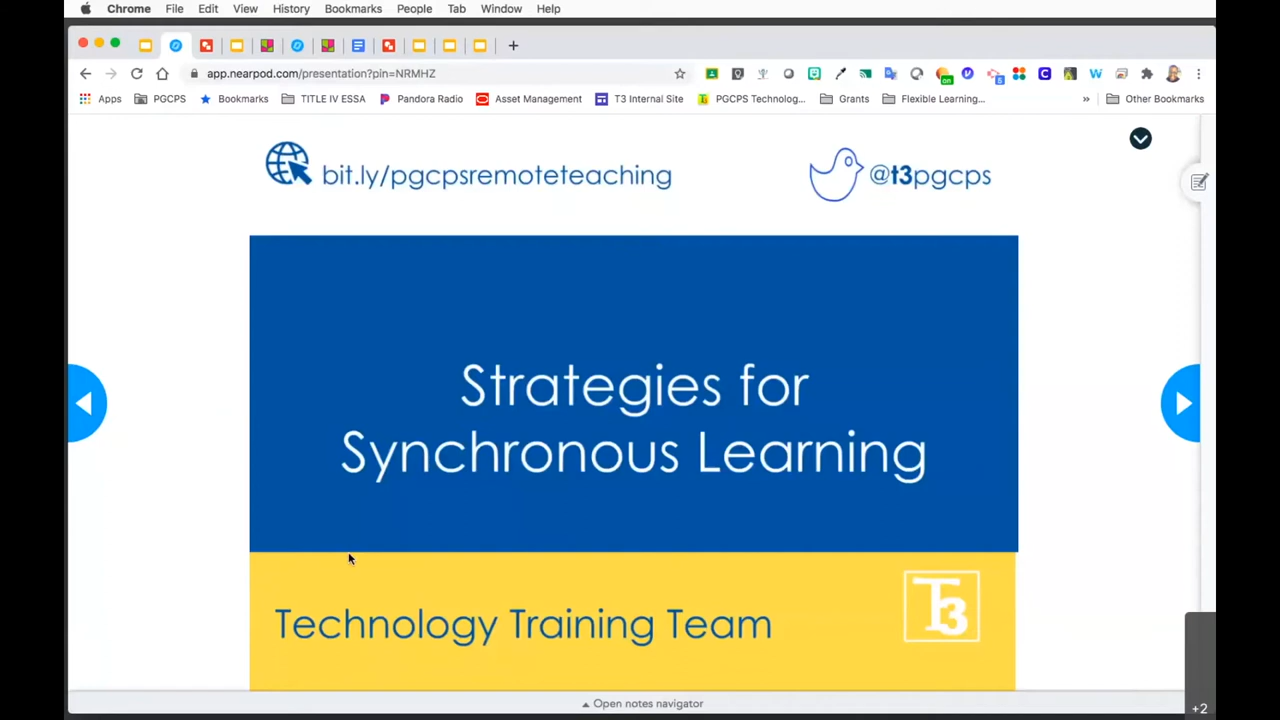 Chrome File Edit View History Bookmarks People Tab Window Help
app.nearpod.com/presentation?pin=NRMHZ
Apps PGCPS Bookmarks TITLE IV ESSA Pandora Radio Asset Management T3 Internal Site PGCPS Technolog... Grants Flexible Learning... » Other Bookmarks
bit.ly/pgcpsremoteteaching @t3pgcps
Strategies for
Synchronous Learning
Technology Training Team T3
Open notes navigator
+2